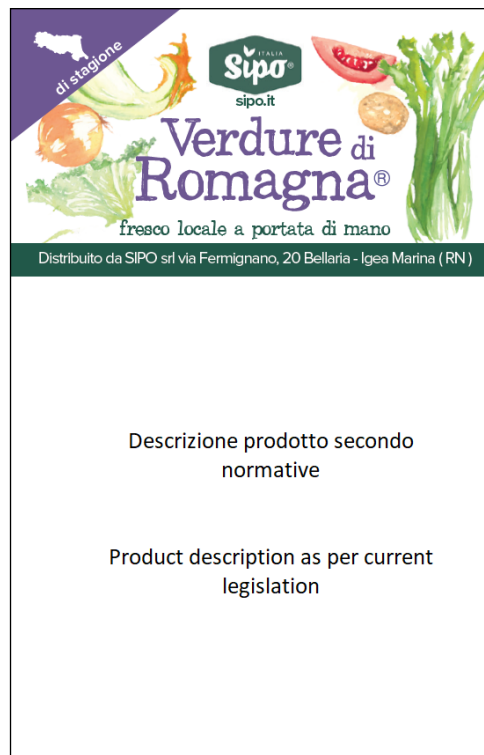 di stagione
ITALIA
Sipo®
sipo.it
Verdure di
Romagna®
fresco locale a portata di mano
Distribuito da SIPO srl via Fermignano, 20 Bellaria - Igea Marina ( RN )
Descrizione prodotto secondo
normative
Product description as per current
legislation